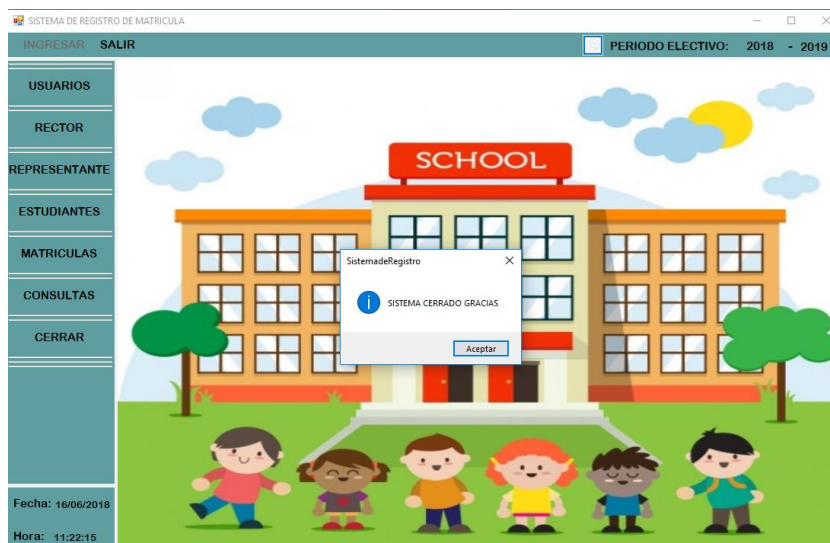 SISTEMA DE REGISTRO DE MATRICULA
INGRESAR SALIR
PERIODO ELECTIVO: 2018 - 2019
USUARIOS
RECTOR
REPRESENTANTE
ESTUDIANTES
MATRICULAS
CONSULTAS
CERRAR
SCHOOL
SistemadeRegistro
SISTEMA CERRADO GRACIAS
Aceptar
Fecha: 16/06/2018
Hora: 11:22:15